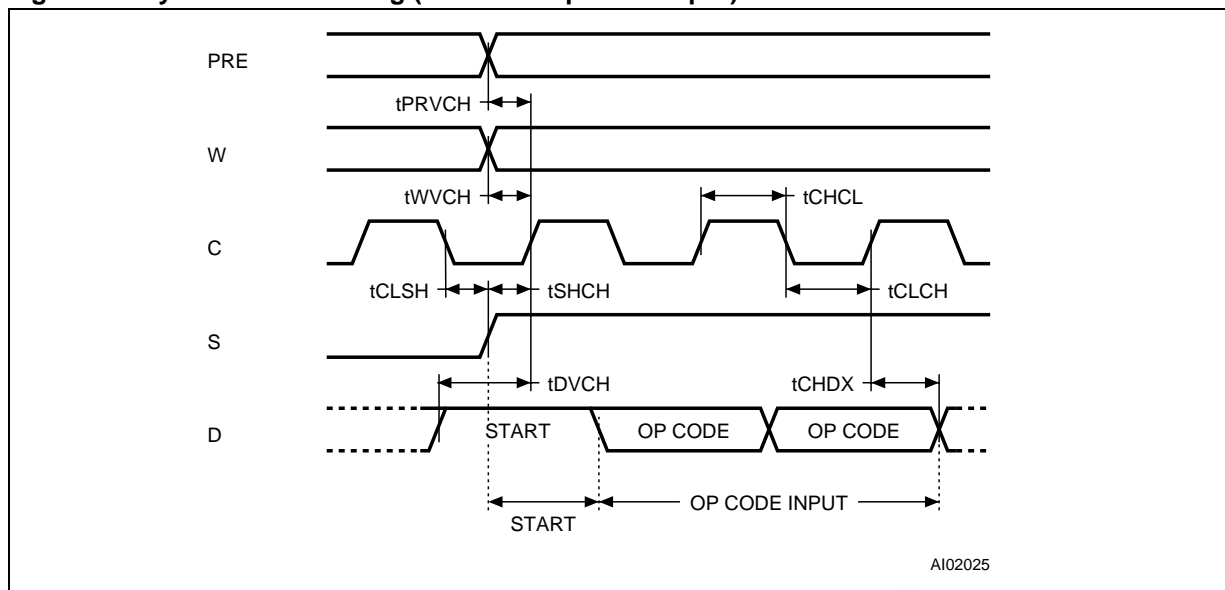 PRE
tPRVCH
W
tWVCH
tCHCL
C
tCLSH
tSHCH
tCLCH
S
tDVCH
tCHDX
D
START
OP CODE
OP CODE
OP CODE INPUT
START
AI02025